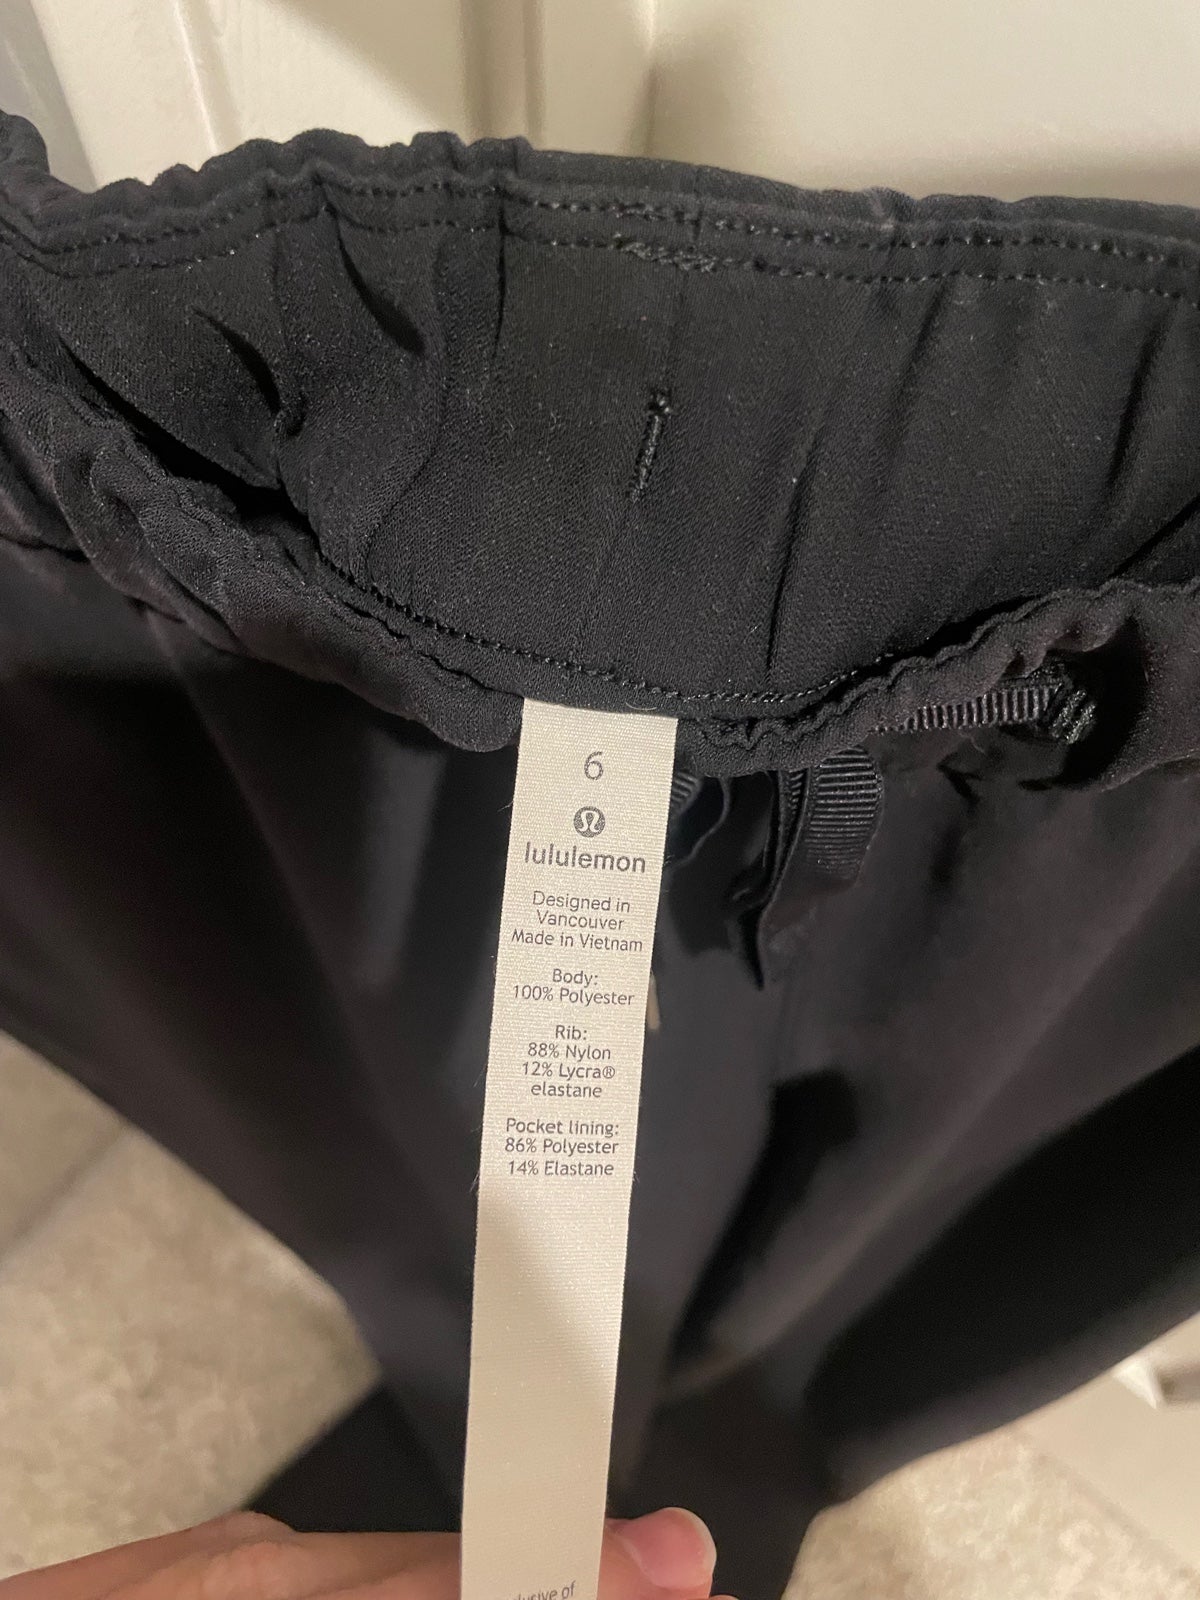 6
lululemon
Designed in
Vancouver
Made in Vietnam
Body:
100% Polyester
Rib:
88% Nylon
12% Lycra®
elastane
Pocket lining:
86% Polyester
14% Elastane
of